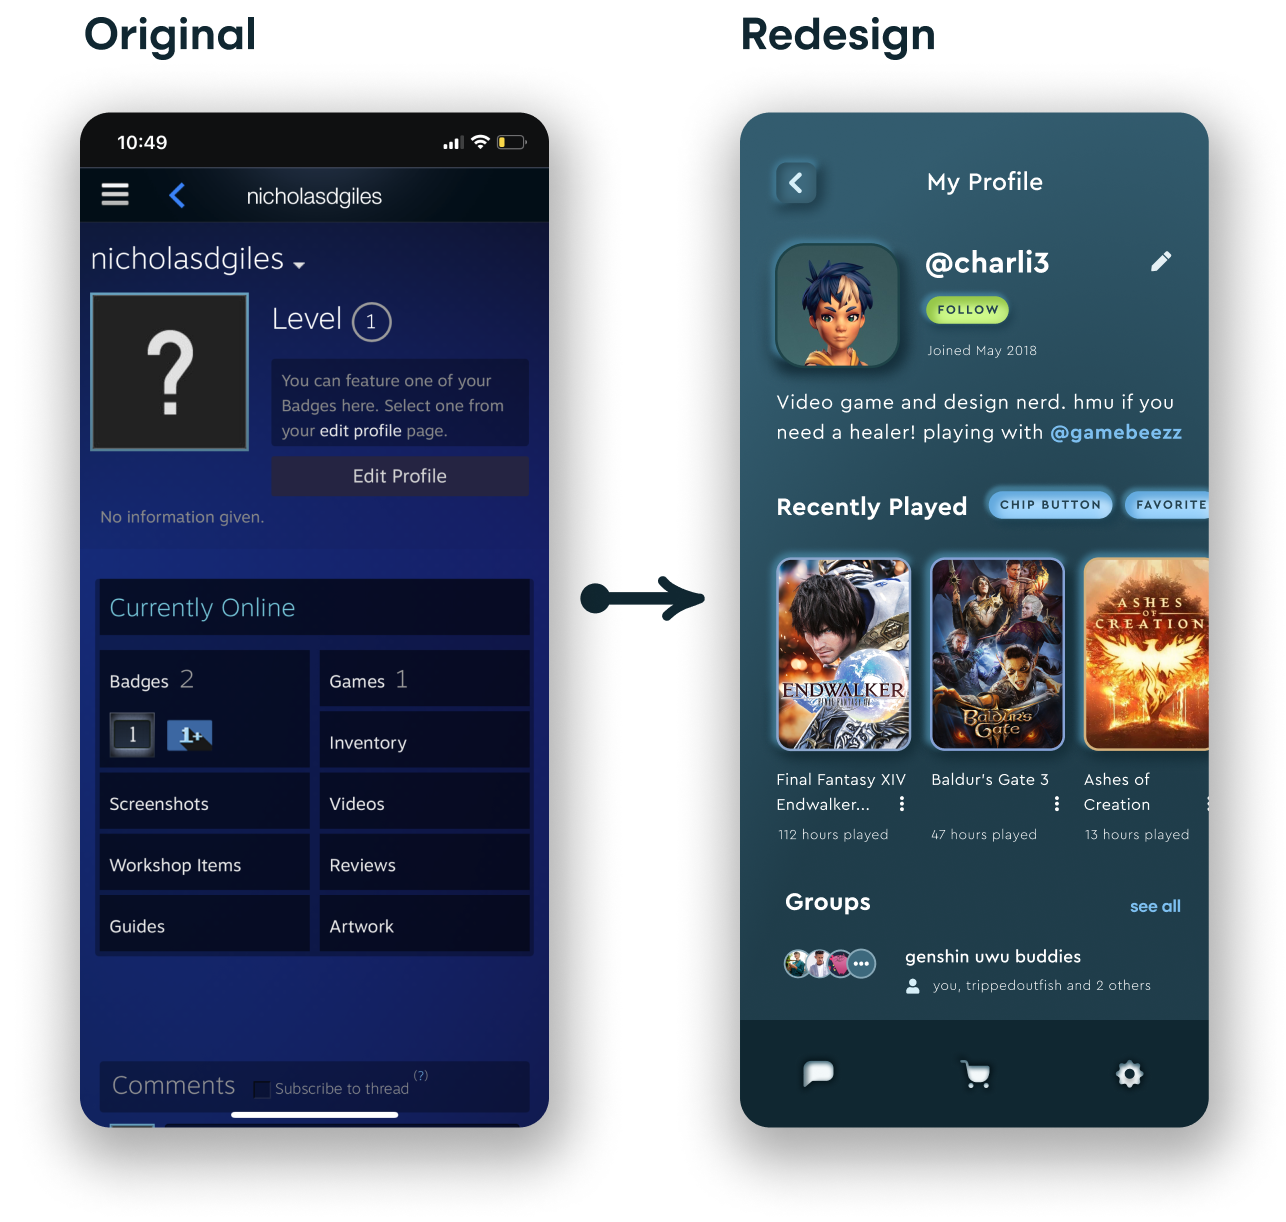 Original
Redesign
10:49
nicholasdgiles
nicholasdgiles
?
Level 1
You can feature one of your
Badges here. Select one from
your edit profile page.
Edit Profile
No information given.
Currently Online
Badges 2
Games 1
1
1+
Inventory
Screenshots
Videos
Workshop Items
Reviews
Guides
Artwork
Comments
Subscribe to thread
(?)
My Profile
@charli3
FOLLOW
Joined May 2018
Video game and design nerd. hmu if you
need a healer! playing with @gamebeezz
Recently Played
CHIP BUTTON
FAVORITE
ENDWALKER
FINAL FANTASY XIV
BALDUR'S
GATE
ASHES
OF
CREATION
Final Fantasy XIV
Endwalker...
112 hours played
Baldur's Gate 3
47 hours played
Ashes of
Creation
13 hours played
Groups
see all
genshin uwu buddies
you, trippedoutfish and 2 others